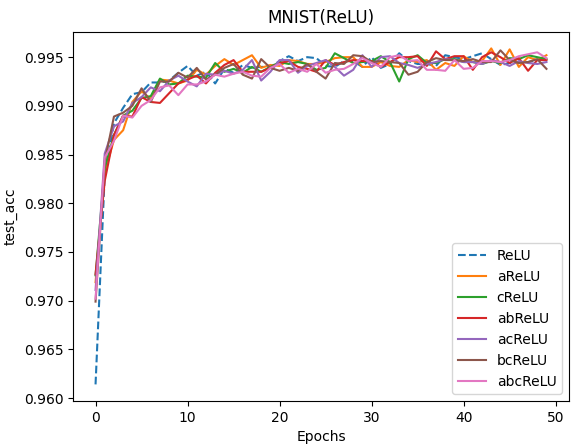 MNIST(ReLU)
test_acc
0.995
0.990
0.985
0.980
0.975
0.970
0.965
0.960
0 10 20 30 40 50
Epochs
ReLU
aReLU
cReLU
abReLU
acReLU
bcReLU
abcReLU